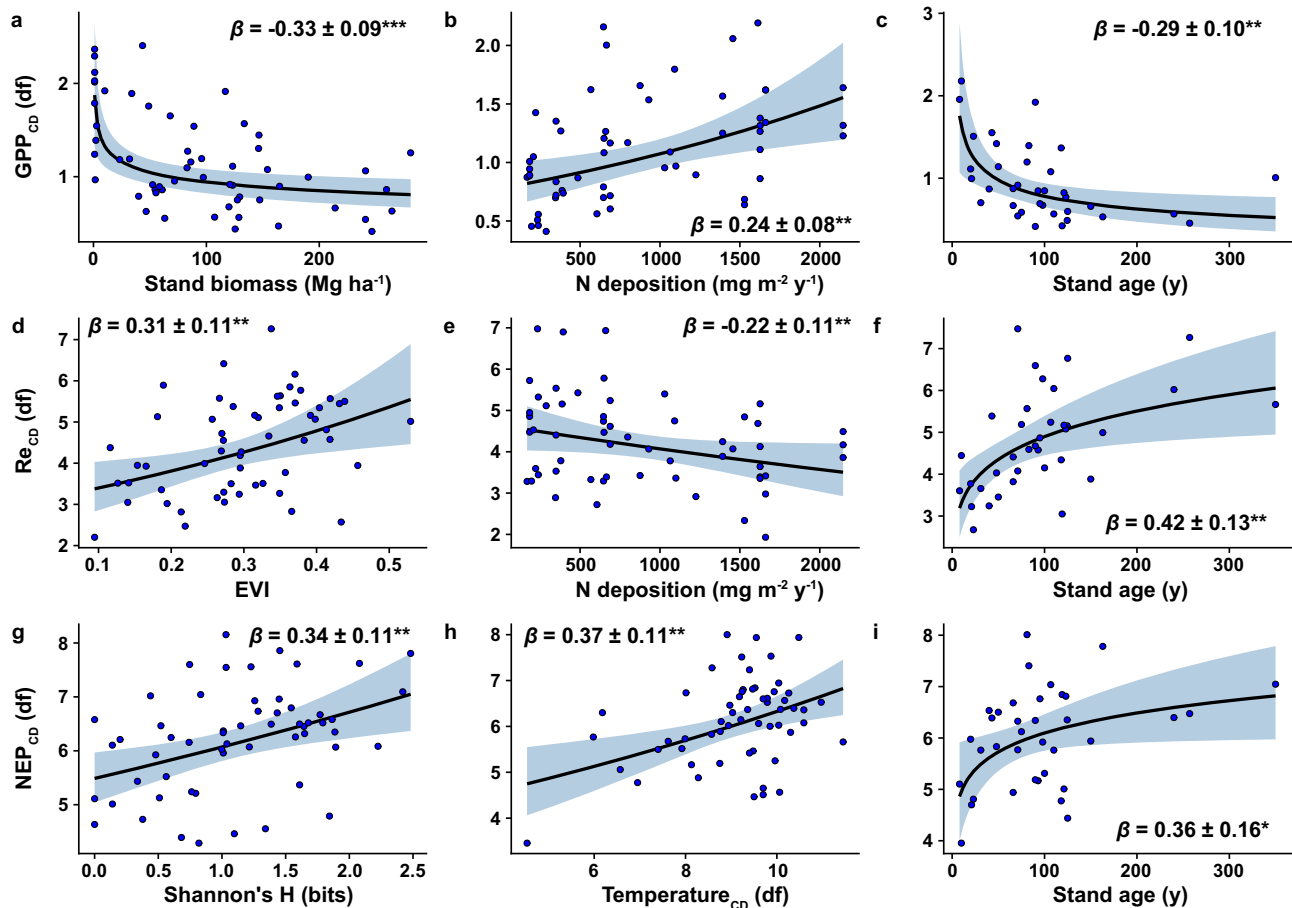 a
b
c
β = -0.33 ± 0.09***
β = 0.24 ± 0.08**
β = -0.29 ± 0.10**
GPP_CD (df)
2
1
0
100
200
Stand biomass (Mg ha⁻¹)
2.0
1.5
1.0
0.5
500
1000
1500
2000
N deposition (mg m⁻² y⁻¹)
3
2
1
0
0
100
200
300
Stand age (y)
d
e
f
β = 0.31 ± 0.11**
β = -0.22 ± 0.11**
β = 0.42 ± 0.13**
Re_CD (df)
7
6
5
4
3
2
0.1
0.2
0.3
0.4
0.5
EVI
7
6
5
4
3
2
500
1000
1500
2000
N deposition (mg m⁻² y⁻¹)
7
6
5
4
3
0
100
200
300
Stand age (y)
g
h
i
β = 0.34 ± 0.11**
β = 0.37 ± 0.11**
β = 0.36 ± 0.16*
NEP_CD (df)
8
7
6
5
0.0
0.5
1.0
1.5
2.0
2.5
Shannon's H (bits)
8
7
6
5
4
6
8
10
Temperature_CD (df)
8
7
6
5
4
0
100
200
300
Stand age (y)